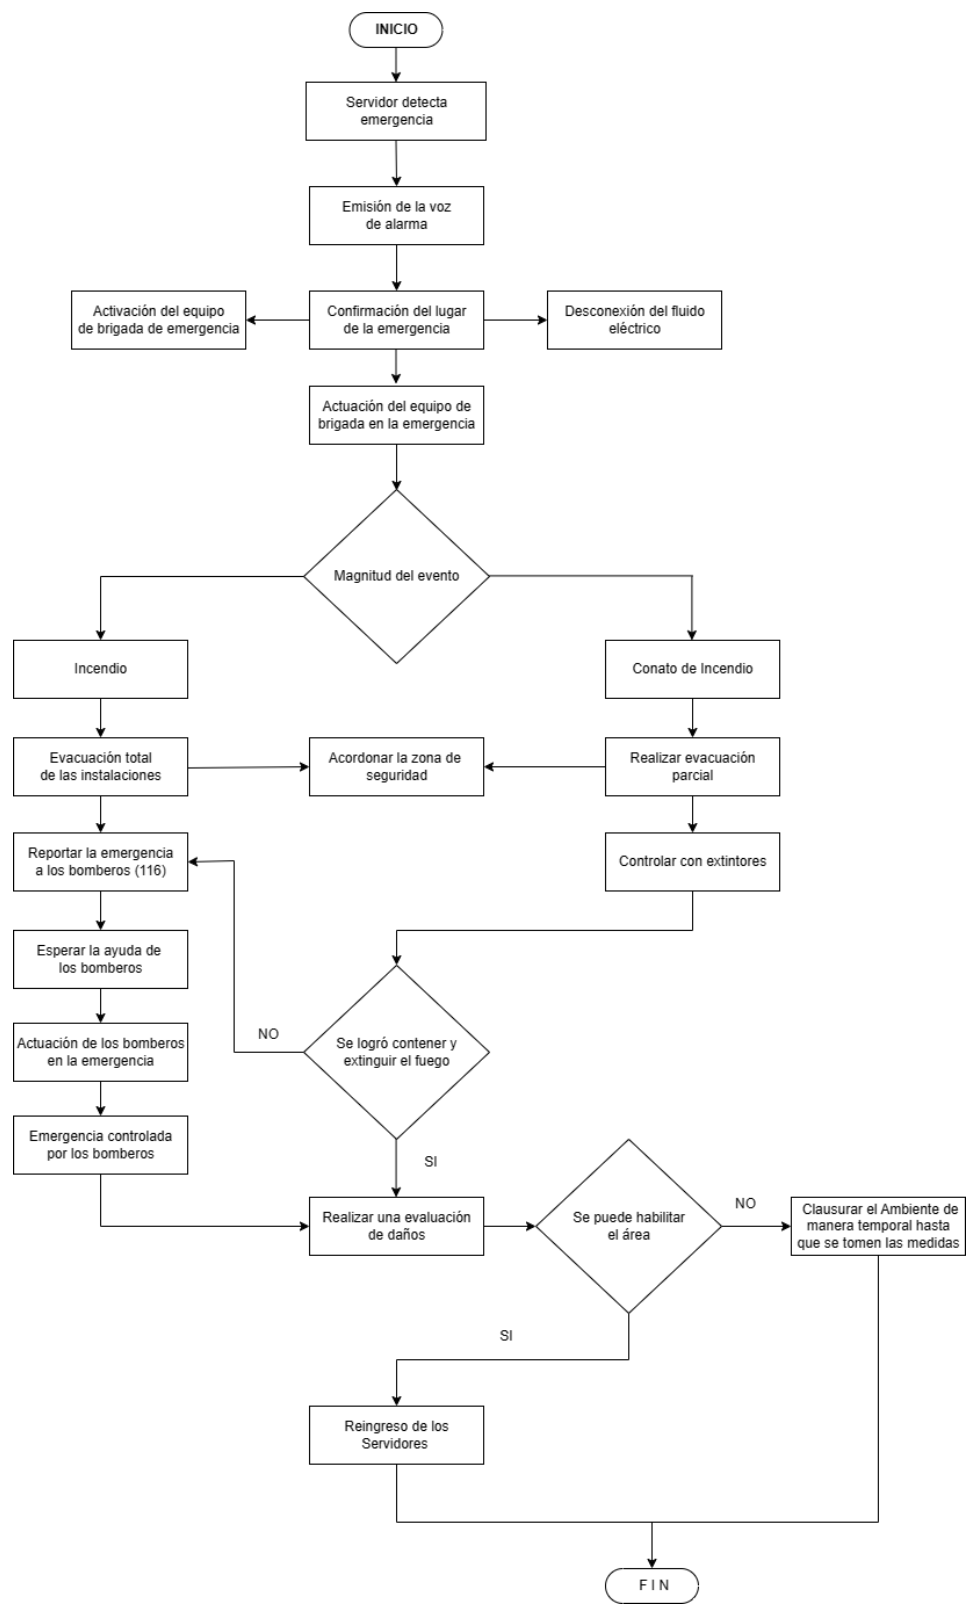 INICIO
Servidor detecta
emergencia
Emisión de la voz
de alarma
Activación del equipo
de brigada de emergencia
Confirmación del lugar
de la emergencia
Desconexión del fluido
eléctrico
Actuación del equipo de
brigada en la emergencia
Magnitud del evento
Incendio
Conato de Incendio
Evacuación total
de las instalaciones
Acordonar la zona de
seguridad
Realizar evacuación
parcial
Reportar la emergencia
a los bomberos (116)
Controlar con extintores
Esperar la ayuda de
los bomberos
Actuación de los bomberos
en la emergencia
NO
Se logró contener y
extinguir el fuego
Emergencia controlada
por los bomberos
SI
Realizar una evaluación
de daños
Se puede habilitar
el área
NO
Clausurar el Ambiente de
manera temporal hasta
que se tomen las medidas
SI
Reingreso de los
Servidores
F I N